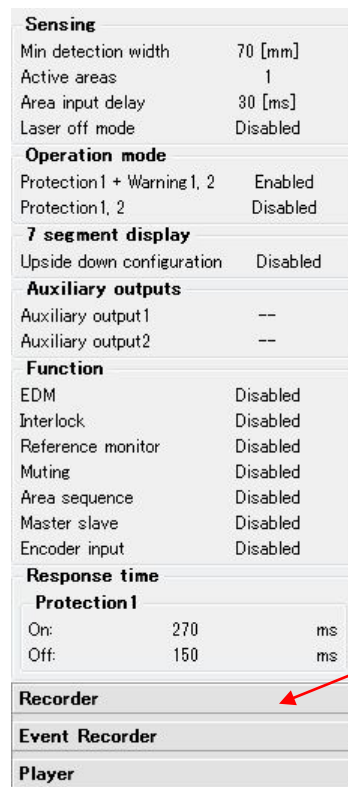 Sensing
Min detection width 70 [mm]
Active areas 1
Area input delay 30 [ms]
Laser off mode Disabled
Operation mode
Protection1 + Warning1, 2 Enabled
Protection1, 2 Disabled
7 segment display
Upside down configuration Disabled
Auxiliary outputs
Auxiliary output1 --
Auxiliary output2 --
Function
EDM Disabled
Interlock Disabled
Reference monitor Disabled
Muting Disabled
Area sequence Disabled
Master slave Disabled
Encoder input Disabled
Response time
Protection1
On: 270 ms
Off: 150 ms
Recorder
Event Recorder
Player